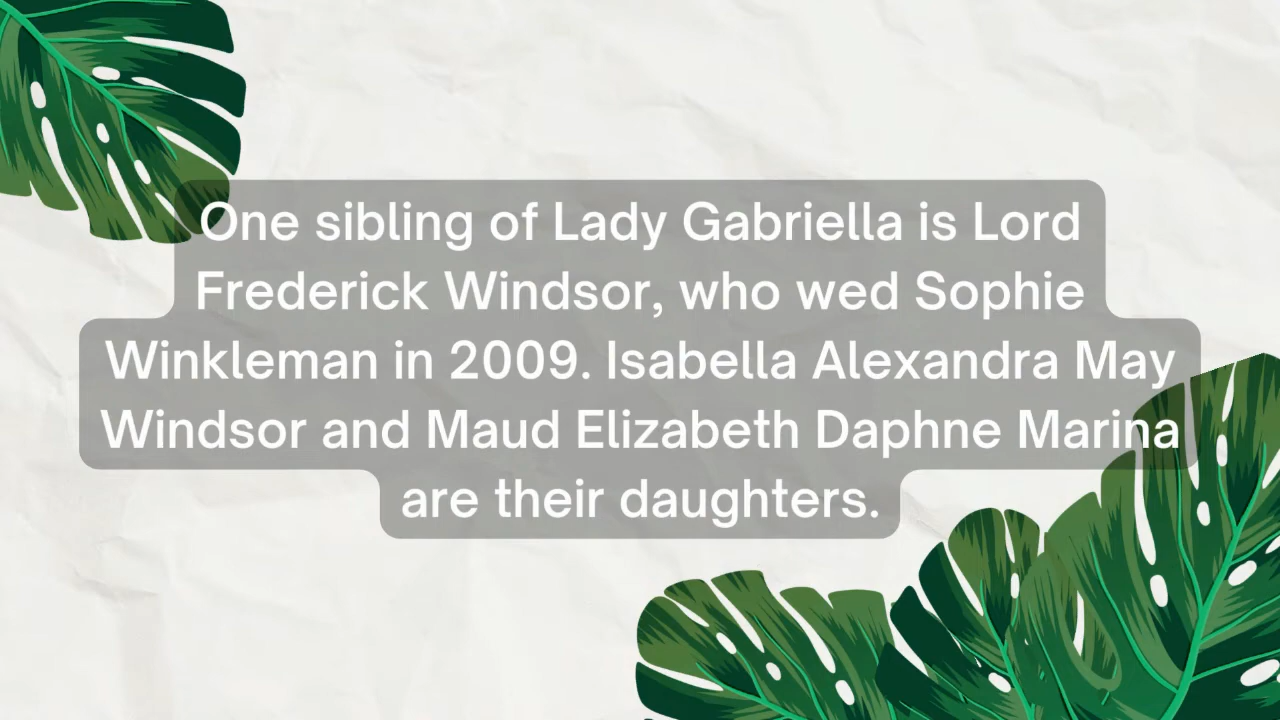 One sibling of Lady Gabriella is Lord
Frederick Windsor, who wed Sophie
Winkleman in 2009. Isabella Alexandra May
Windsor and Maud Elizabeth Daphne Marina
are their daughters.